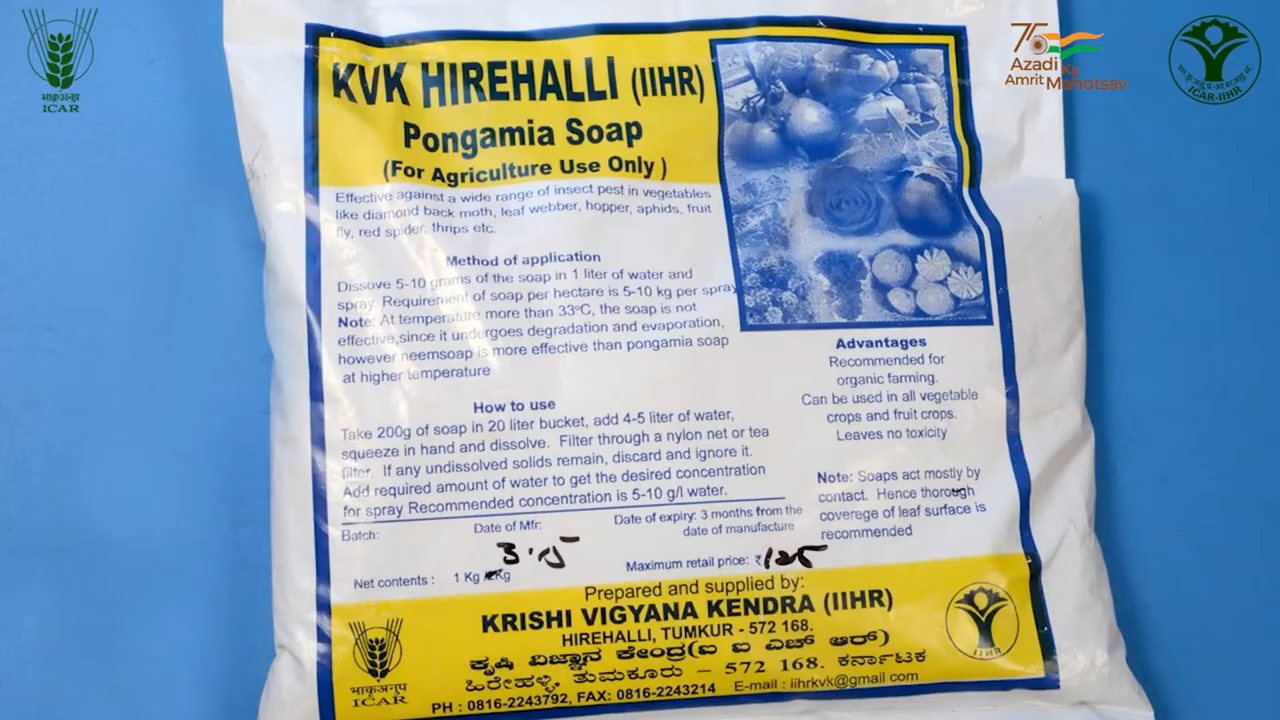 भाकृअनुप
ICAR
75
Azadi
Ka
Amrit Mahotsav
ICAR-IIHR
KVK HIREHALLI (IIHR)
Pongamia Soap
(For Agriculture Use Only )
Effective against a wide range of insect pest in vegetables
like diamond back moth, leaf webber, hopper, aphids, fruit
fly, red spider, thrips etc.
Method of application
Dissove 5-10 grams of the soap in 1 liter of water and
spray. Requirement of soap per hectare is 5-10 kg per spray
Note: At temperature more than 33ºC, the soap is not
effective,since it undergoes degradation and evaporation,
however neemsoap is more effective than pongamia soap
at higher temperature
How to use
Take 200g of soap in 20 liter bucket, add 4-5 liter of water,
squeeze in hand and dissolve. Filter through a nylon net or tea
filter. If any undissolved solids remain, discard and ignore it.
Add required amount of water to get the desired concentration
for spray Recommended concentration is 5-10 g/l water.
Advantages
Recommended for
organic farming.
Can be used in all vegetable
crops and fruit crops.
Leaves no toxicity
Note: Soaps act mostly by
contact. Hence thorough
coverege of leaf surface is
recommended
Batch:
Date of Mfr:
Date of expiry: 3 months from the
date of manufacture
Net contents : 1 Kg Kg
Maximum retail price: ₹
Prepared and supplied by:
KRISHI VIGYANA KENDRA (IIHR)
HIREHALLI, TUMKUR - 572 168.
ಕೃಷಿ ವಿಜ್ಞಾನ ಕೇಂದ್ರ(ಐ ಐ ಎಚ್ ಆರ್)
ಹಿರೇಹಳ್ಳಿ, ತುಮಕೂರು – 572 168. ಕರ್ನಾಟಕ
PH : 0816-2243792, FAX: 0816-2243214 E-mail : iihrkvk@gmail.com
भाकृअनुप
ICAR
IIHR